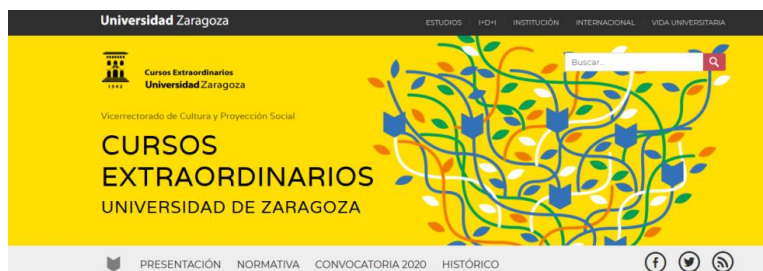 Universidad Zaragoza
ESTUDIOS I+D+I INSTITUCIÓN INTERNACIONAL VIDA UNIVERSITARIA
Buscar...
1542
Cursos Extraordinarios
Universidad Zaragoza
Vicerrectorado de Cultura y Proyección Social
CURSOS
EXTRAORDINARIOS
UNIVERSIDAD DE ZARAGOZA
PRESENTACIÓN NORMATIVA CONVOCATORIA 2020 HISTÓRICO